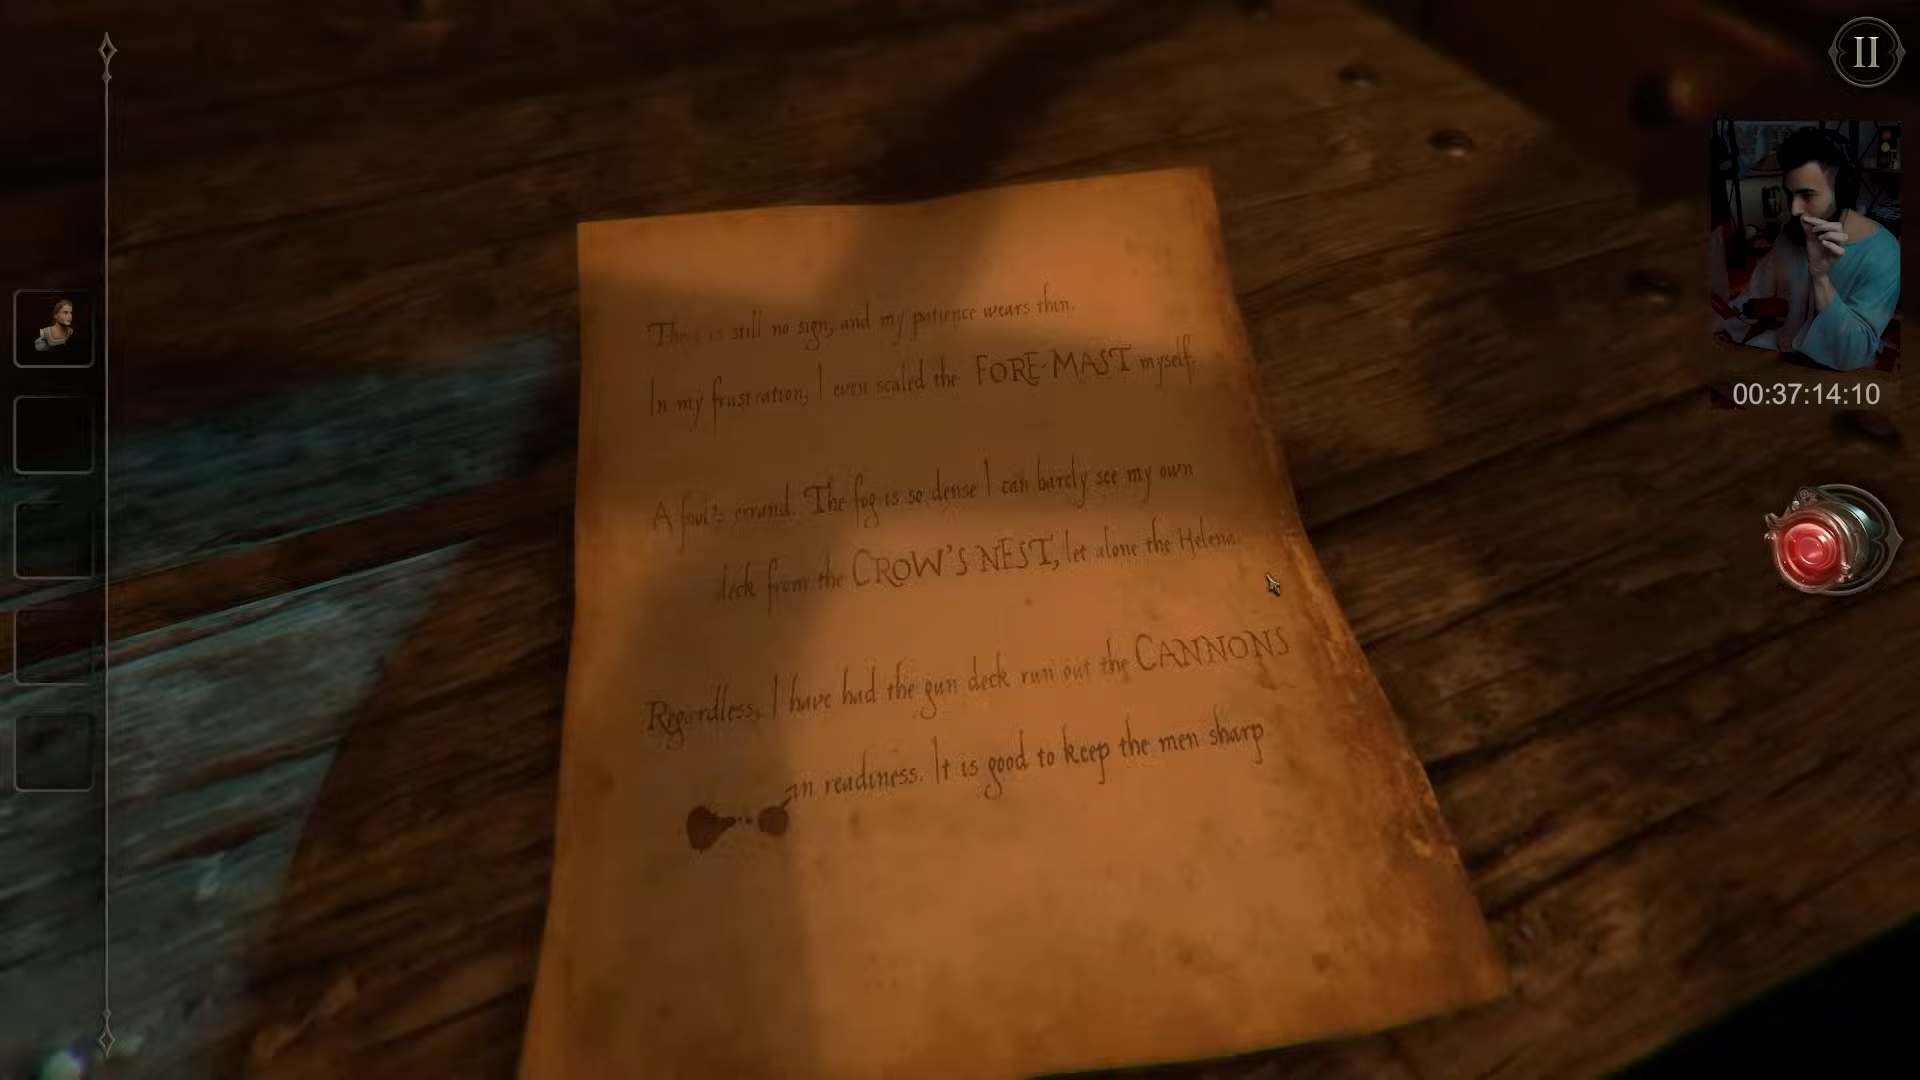 There is still no sign, and my patience wears thin.
In my frustration, I even scaled the FORE-MAST myself.
A fool's errand. The fog is so dense I can barely see my own
deck from the CROW'S NEST, let alone the Helena
Regardless, I have had the gun deck run out the CANNONS
in readiness. It is good to keep the men sharp.
00:37:14:10